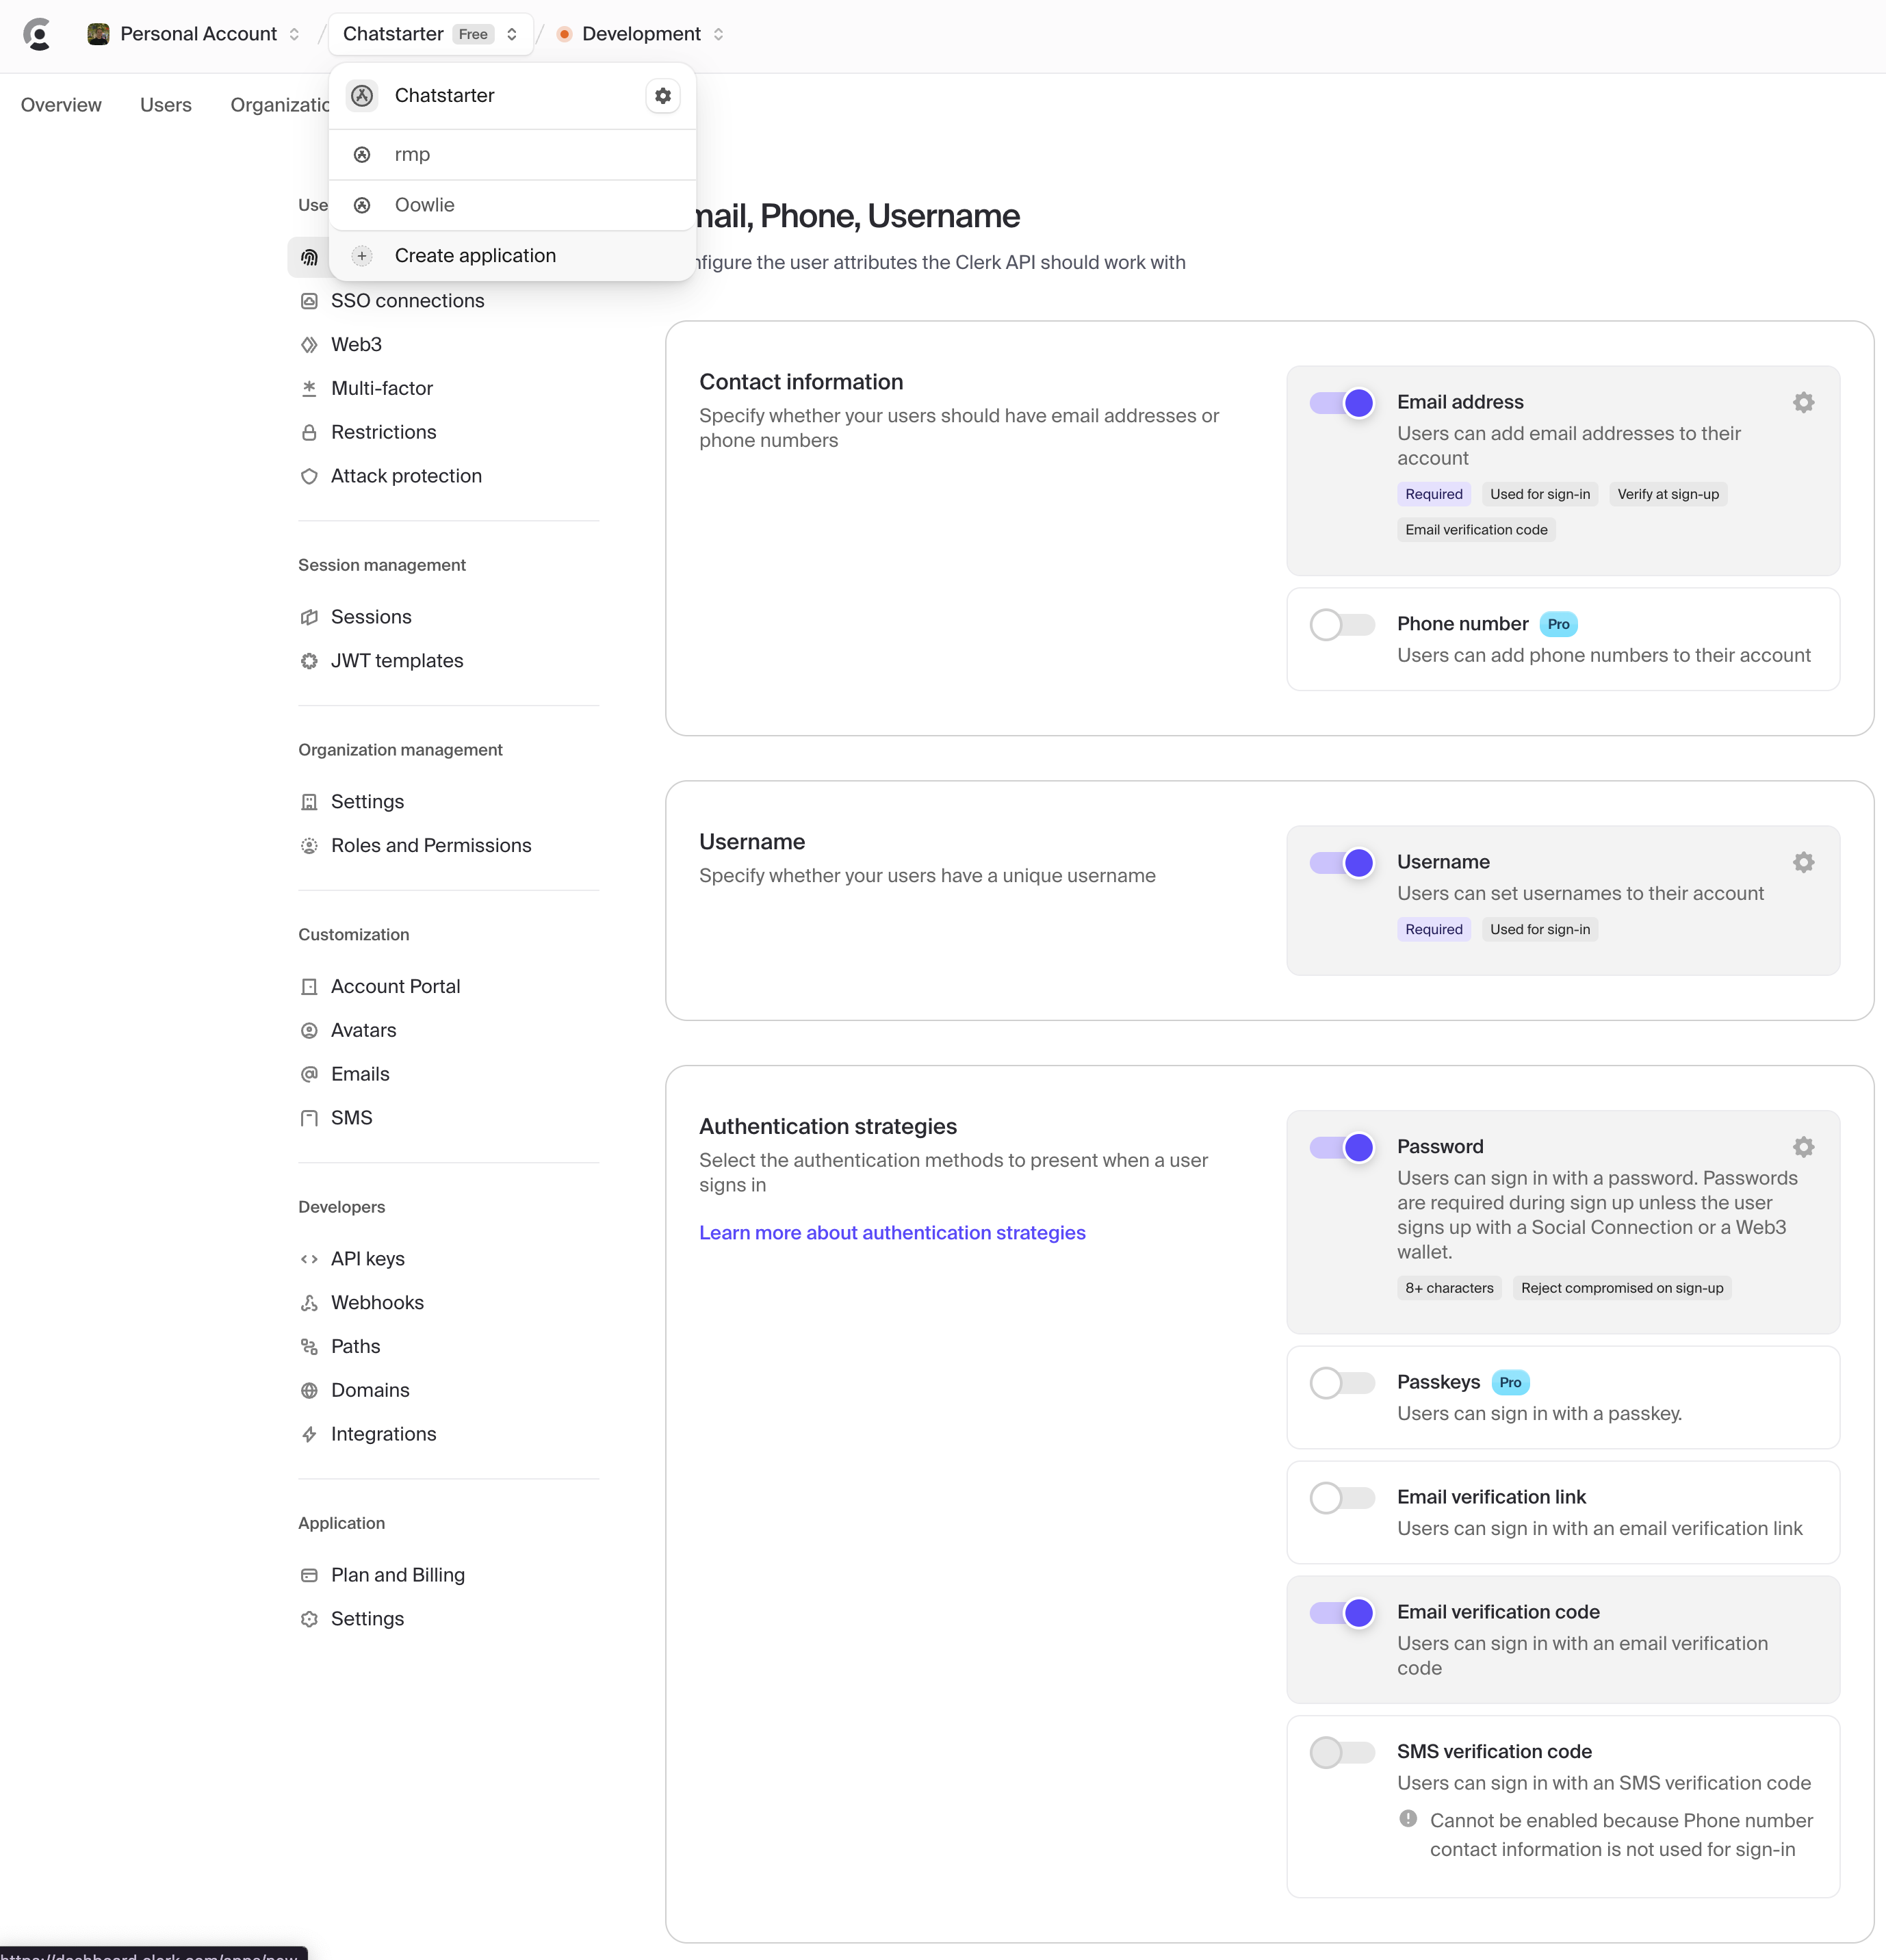 Personal Account
Chatstarter Free
Development
Overview
Users
Chatstarter
rmp
Oowlie
Create application
SSO connections
Web3
Multi-factor
Restrictions
Attack protection
Session management
Sessions
JWT templates
Organization management
Settings
Roles and Permissions
Customization
Account Portal
Avatars
Emails
SMS
Developers
API keys
Webhooks
Paths
Domains
Integrations
Application
Plan and Billing
Settings
mail, Phone, Username
nfigure the user attributes the Clerk API should work with
Contact information
Specify whether your users should have email addresses or
phone numbers
Email address
Users can add email addresses to their
account
Required Used for sign-in Verify at sign-up
Email verification code
Phone number Pro
Users can add phone numbers to their account
Username
Specify whether your users have a unique username
Username
Users can set usernames to their account
Required Used for sign-in
Authentication strategies
Select the authentication methods to present when a user
signs in
Learn more about authentication strategies
Password
Users can sign in with a password. Passwords
are required during sign up unless the user
signs up with a Social Connection or a Web3
wallet.
8+ characters Reject compromised on sign-up
Passkeys Pro
Users can sign in with a passkey.
Email verification link
Users can sign in with an email verification link
Email verification code
Users can sign in with an email verification
code
SMS verification code
Users can sign in with an SMS verification code
Cannot be enabled because Phone number
contact information is not used for sign-in